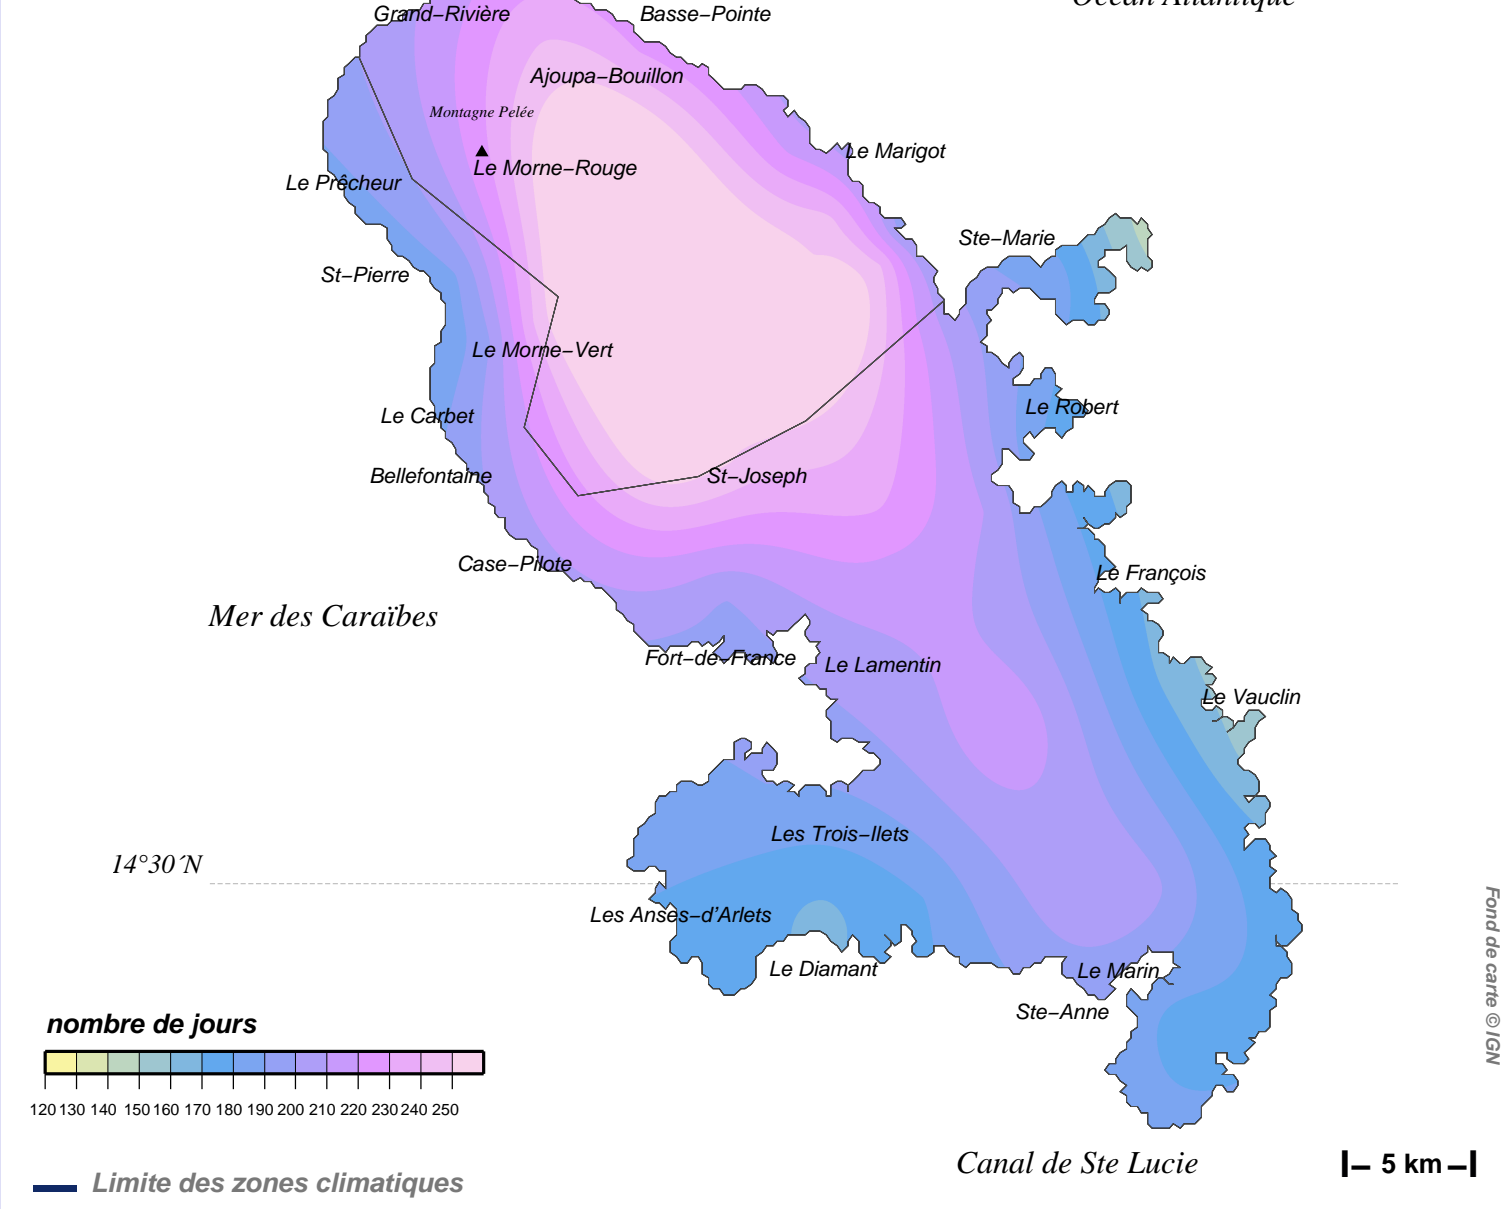 Océan Atlantique
Grand-Rivière
Basse-Pointe
Ajoupa-Bouillon
Montagne Pelée
Le Marigot
Le Morne-Rouge
Le Prêcheur
Ste-Marie
St-Pierre
Le Morne-Vert
Le Robert
Le Carbet
Bellefontaine
St-Joseph
Case-Pilote
Le François
Mer des Caraïbes
Fort-de-France
Le Lamentin
Le Vauclin
Les Trois-Ilets
14°30´N
Les Anses-d'Arlets
Le Diamant
Le Marin
Ste-Anne
Fond de carte © IGN
nombre de jours
120 130 140 150 160 170 180 190 200 210 220 230 240 250
Canal de Ste Lucie
5 km
Limite des zones climatiques